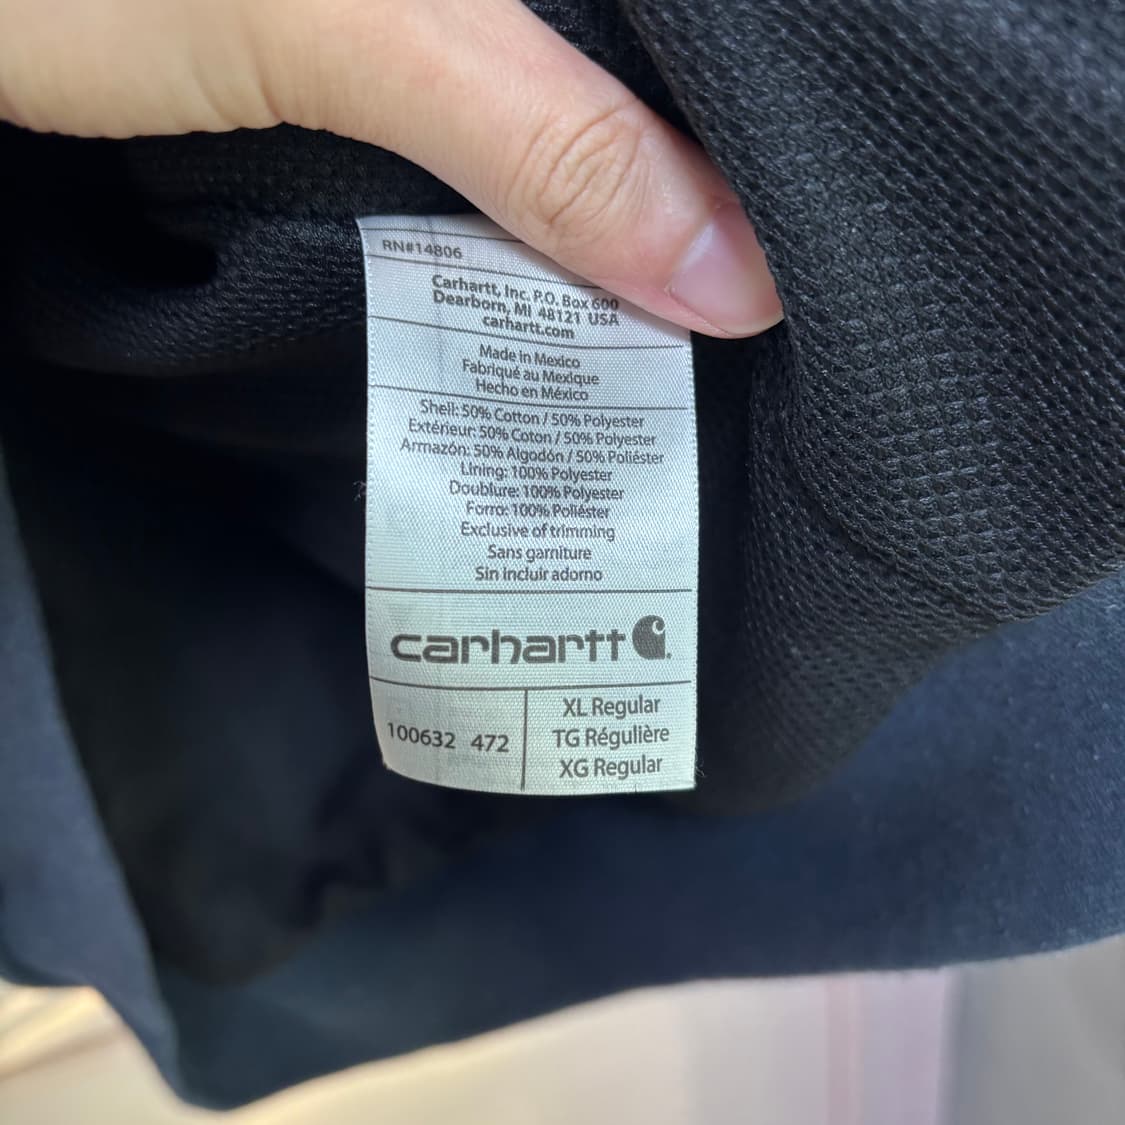 RN#14806
Carhartt, Inc. P.O. Box 600
Dearborn, MI 48121 USA
carhartt.com
Made in Mexico
Fabriqué au Mexique
Hecho en México
Shell: 50% Cotton / 50% Polyester
Extérieur: 50% Coton / 50% Polyester
Armazón: 50% Algodón / 50% Poliéster
Lining: 100% Polyester
Doublure: 100% Polyester
Forro: 100% Poliéster
Exclusive of trimming
Sans garniture
Sin incluir adorno
carhartt
100632 472
XL Regular
TG Régulière
XG Regular